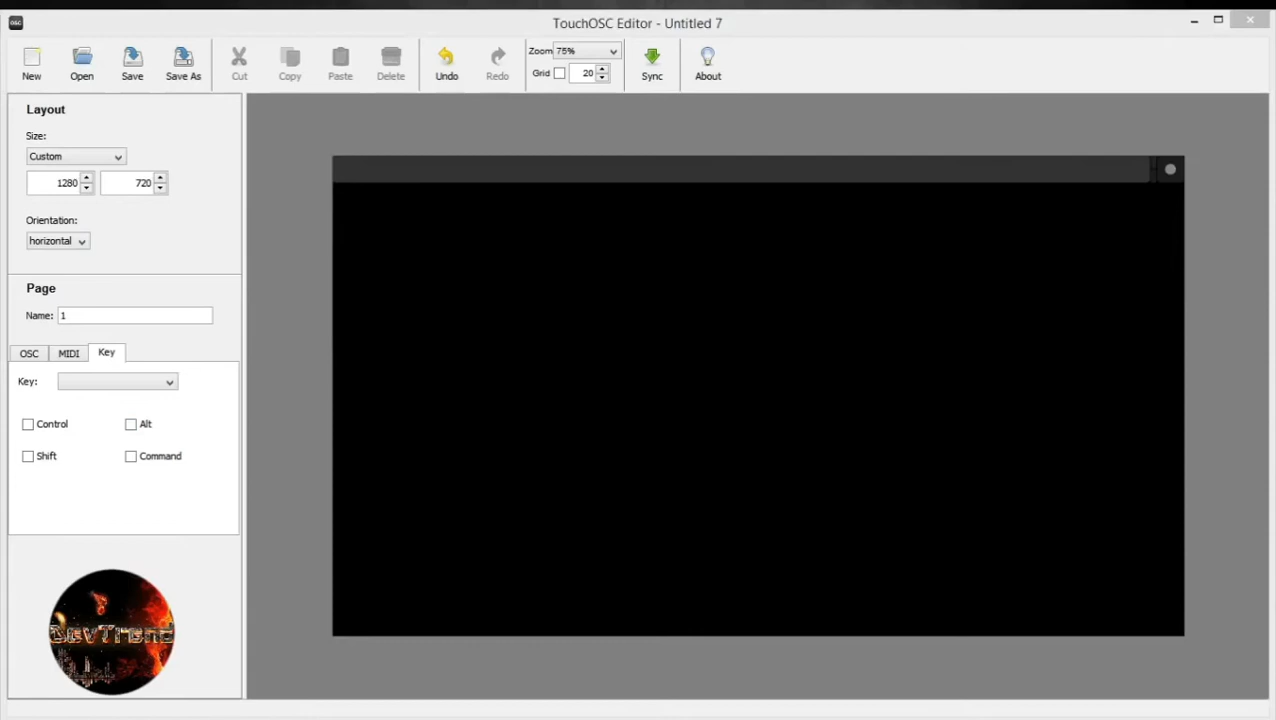 OSC
TouchOSC Editor - Untitled 7
New
Open
Save
Save As
Cut
Copy
Paste
Delete
Undo
Redo
Zoom 75%
Grid 20
Sync
About
Layout
Size:
Custom
1280 720
Orientation:
horizontal
Page
Name: 1
OSC MIDI Key
Key:
Control Alt
Shift Command
DevTrend